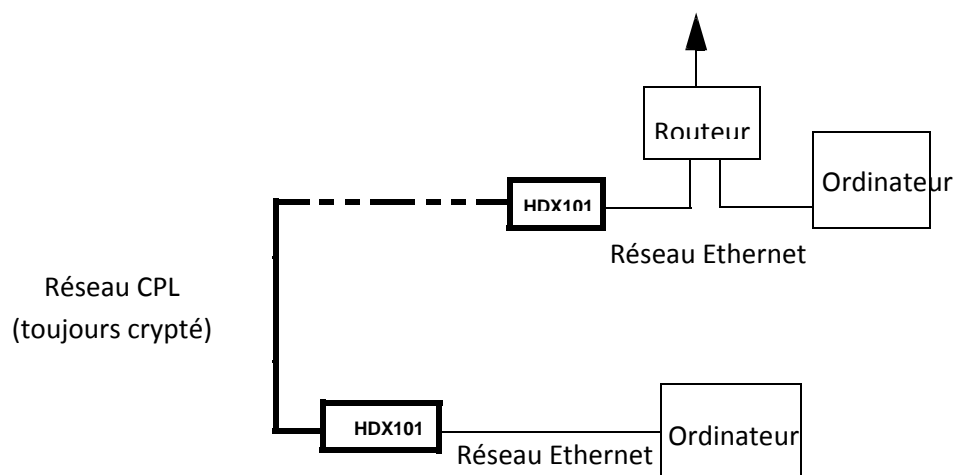 Routeur
Ordinateur
HDX101
Réseau Ethernet
Réseau CPL
(toujours crypté)
HDX101
Ordinateur
Réseau Ethernet